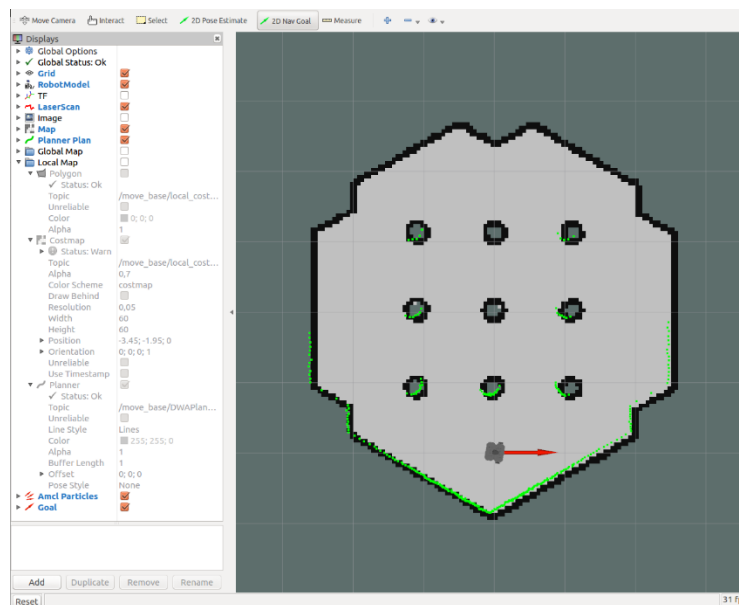 Move Camera Interact Select 2D Pose Estimate 2D Nav Goal Measure
Displays
Global Options
Global Status: Ok
Grid
RobotModel
TF
LaserScan
Image
Map
Planner Plan
Global Map
Local Map
Polygon
Status: Ok
Topic /move_base/local_cost...
Unreliable
Color 0; 0; 0
Alpha 1
Costmap
Status: Warn
Topic /move_base/local_cost...
Alpha 0,7
Color Scheme costmap
Draw Behind
Resolution 0,05
Width 60
Height 60
Position -3.45; -1.95; 0
Orientation 0; 0; 0; 1
Unreliable
Use Timestamp
Planner
Status: Ok
Topic /move_base/DWAPlan...
Unreliable
Line Style Lines
Color 255; 255; 0
Alpha 1
Buffer Length 1
Offset 0; 0; 0
Pose Style None
Amcl Particles
Goal
Add Duplicate Remove Rename
Reset 31 f